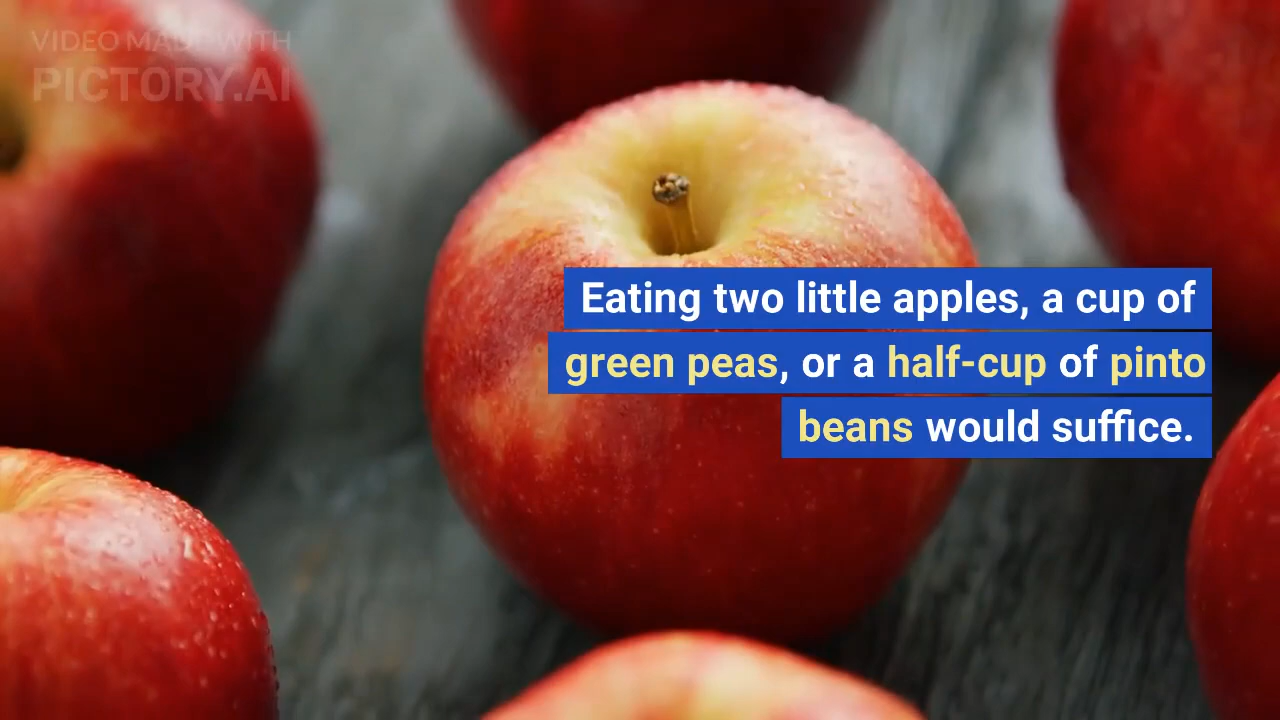 VIDEO MADE WITH
PICTORY.AI
Eating two little apples, a cup of
green peas, or a half-cup of pinto
beans would suffice.